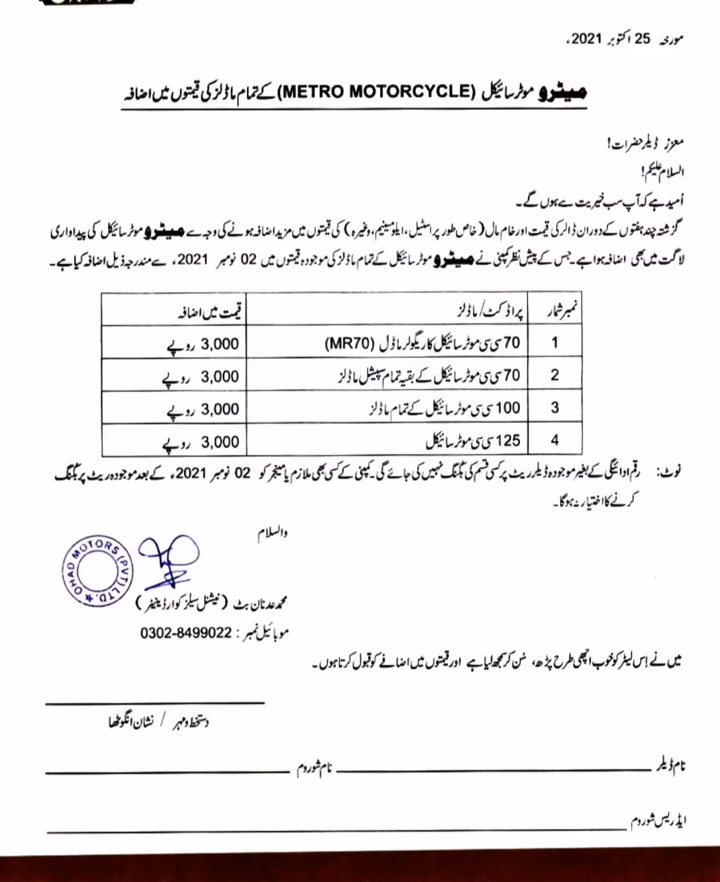 مورخہ 25 اکتوبر 2021ء
میٹرو موٹرسائیکل (METRO MOTORCYCLE) کے تمام ماڈلز کی قیمتوں میں اضافہ
معزز ڈیلر حضرات!
السلام علیکم!
اُمید ہے کہ آپ سب خیریت سے ہوں گے۔
گزشتہ چند ہفتوں کے دوران ڈالر کی قیمت اور خام مال (خاص طور پر اسٹیل، ایلومینیم، وغیرہ) کی قیمتوں میں مزید اضافہ ہونے کی وجہ سے میٹرو موٹرسائیکل کی پیداواری
لاگت میں بھی اضافہ ہوا ہے۔ جس کے پیش نظر کمپنی نے میٹرو موٹرسائیکل کے تمام ماڈلز کی موجودہ قیمتوں میں 02 نومبر 2021ء سے مندرجہ ذیل اضافہ کیا ہے۔
نمبر شمار پراڈکٹ/ماڈلز قیمت میں اضافہ
1 70 سی سی موٹرسائیکل کا ریگولر ماڈل (MR70) 3,000 روپے
2 70 سی سی موٹرسائیکل کے بقیہ تمام سپیشل ماڈلز 3,000 روپے
3 100 سی سی موٹرسائیکل کے تمام ماڈلز 3,000 روپے
4 125 سی سی موٹرسائیکل 3,000 روپے
نوٹ: رقم ادائیگی کے بغیر موجودہ ڈیلر ریٹ پر کسی قسم کی بکنگ نہیں کی جائے گی۔ کمپنی کے کسی بھی ملازم یا مینجر کو 02 نومبر 2021ء کے بعد موجودہ ریٹ پر بکنگ
کرنے کا اختیار نہ ہوگا۔
والسلام
OHAD MOTORS (PVT) LTD.
محمد عدنان بٹ (نیشنل سیلز کوارڈینیٹر)
موبائیل نمبر : 0302-8499022
میں نے اِس لیٹر کو خوب اچھی طرح پڑھ، سُن کر سمجھ لیا ہے اور قیمتوں میں اضافے کو قبول کرتا ہوں۔
دستخط ومہر / نشان انگوٹھا
نام ڈیلر نام شوروم
ایڈریس شوروم